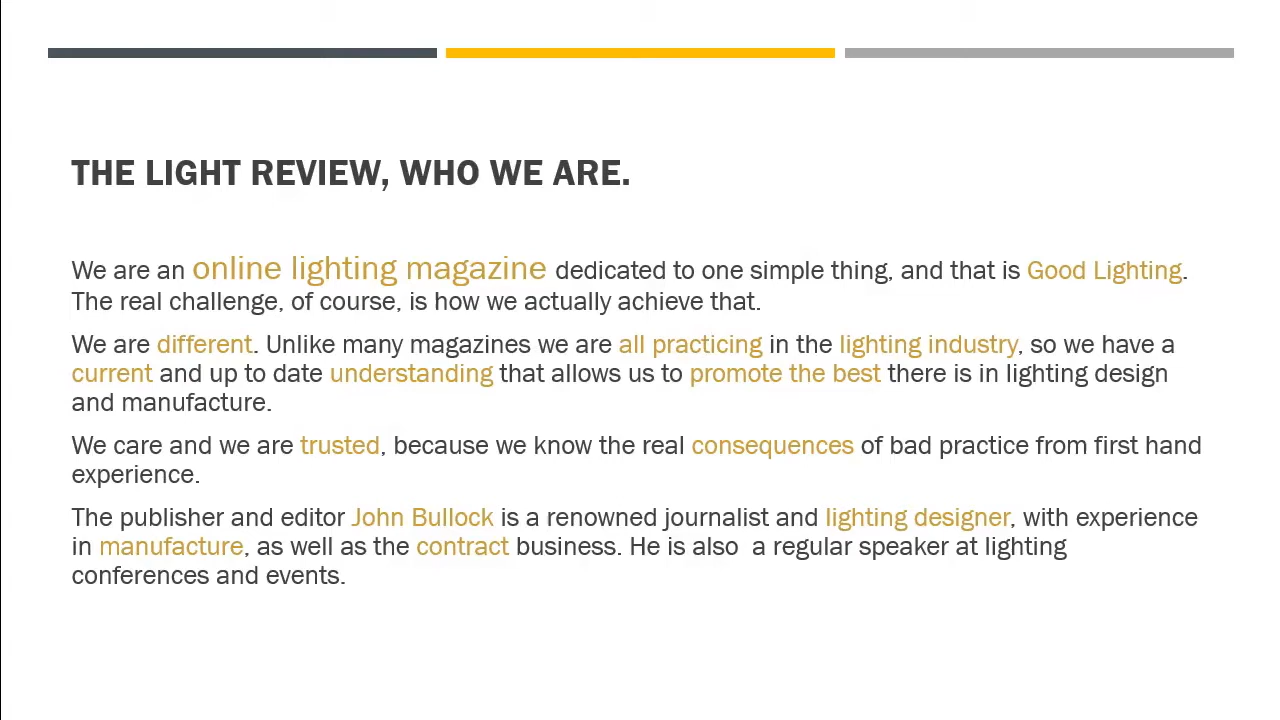 THE LIGHT REVIEW, WHO WE ARE.
We are an online lighting magazine dedicated to one simple thing, and that is Good Lighting.
The real challenge, of course, is how we actually achieve that.
We are different. Unlike many magazines we are all practicing in the lighting industry, so we have a
current and up to date understanding that allows us to promote the best there is in lighting design
and manufacture.
We care and we are trusted, because we know the real consequences of bad practice from first hand
experience.
The publisher and editor John Bullock is a renowned journalist and lighting designer, with experience
in manufacture, as well as the contract business. He is also  a regular speaker at lighting
conferences and events.